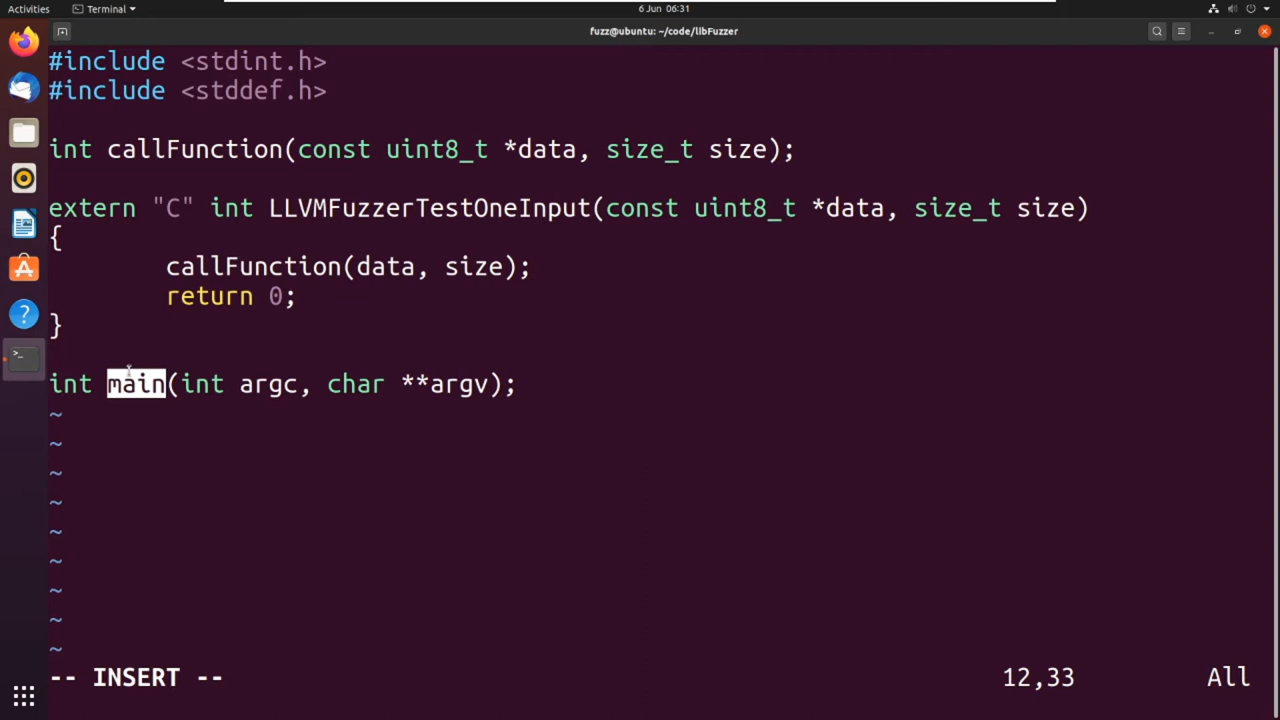 Activities
Terminal
6 Jun 06:31
fuzz@ubuntu: ~/code/libFuzzer
#include <stdint.h>
#include <stddef.h>
int callFunction(const uint8_t *data, size_t size);
extern "C" int LLVMFuzzerTestOneInput(const uint8_t *data, size_t size)
{
callFunction(data, size);
return 0;
}
int main(int argc, char **argv);
~
~
~
~
~
~
~
~
~
-- INSERT --
12,33
All